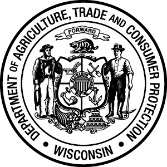 DEPARTMENT OF AGRICULTURE, TRADE AND CONSUMER PROTECTION
FORWARD
• WISCONSIN •